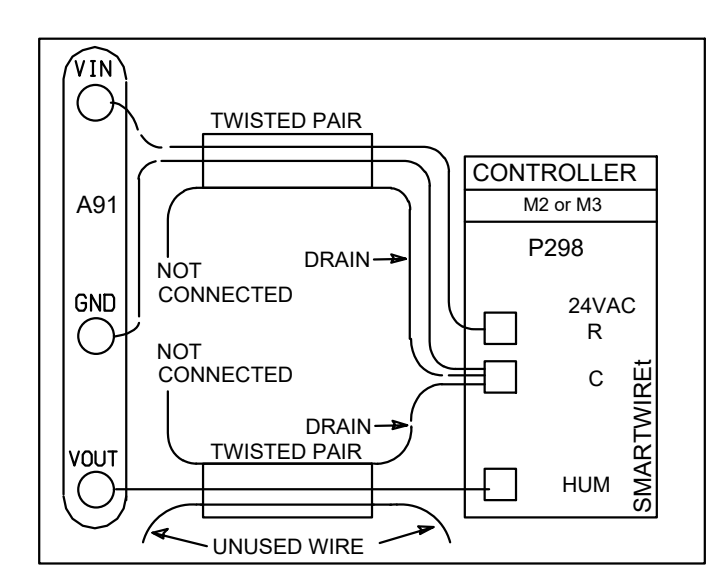 VIN
TWISTED PAIR
CONTROLLER
M2 or M3
A91
P298
DRAIN
NOT
CONNECTED
GND
24VAC
R
NOT
CONNECTED
C
SMARTWIREt
DRAIN
TWISTED PAIR
VOUT
HUM
UNUSED WIRE